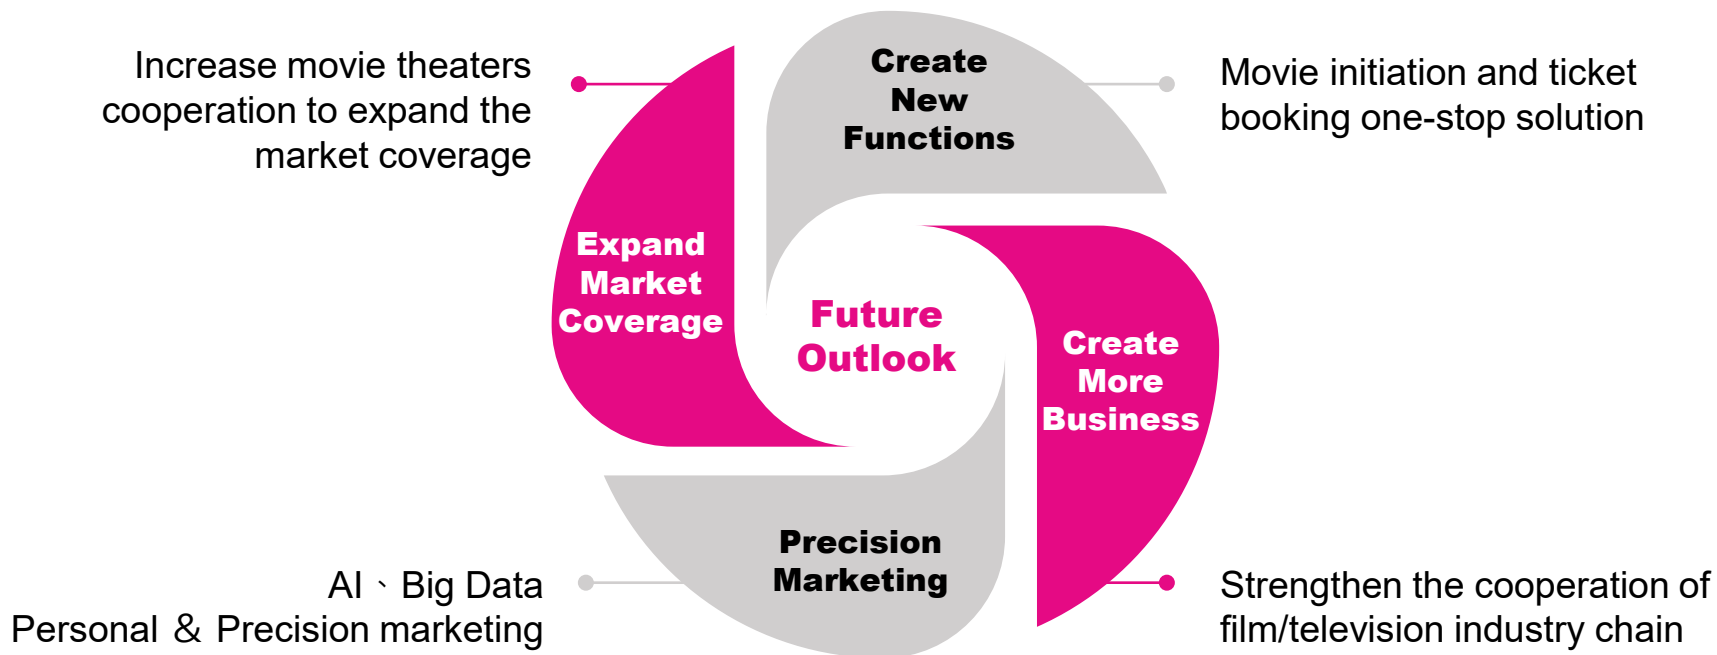 Increase movie theaters
cooperation to expand the
market coverage
Create
New
Functions
Movie initiation and ticket
booking one-stop solution
Expand
Market
Coverage
Future
Outlook
Create
More
Business
Precision
Marketing
AI、Big Data
Personal ＆ Precision marketing
Strengthen the cooperation of
film/television industry chain